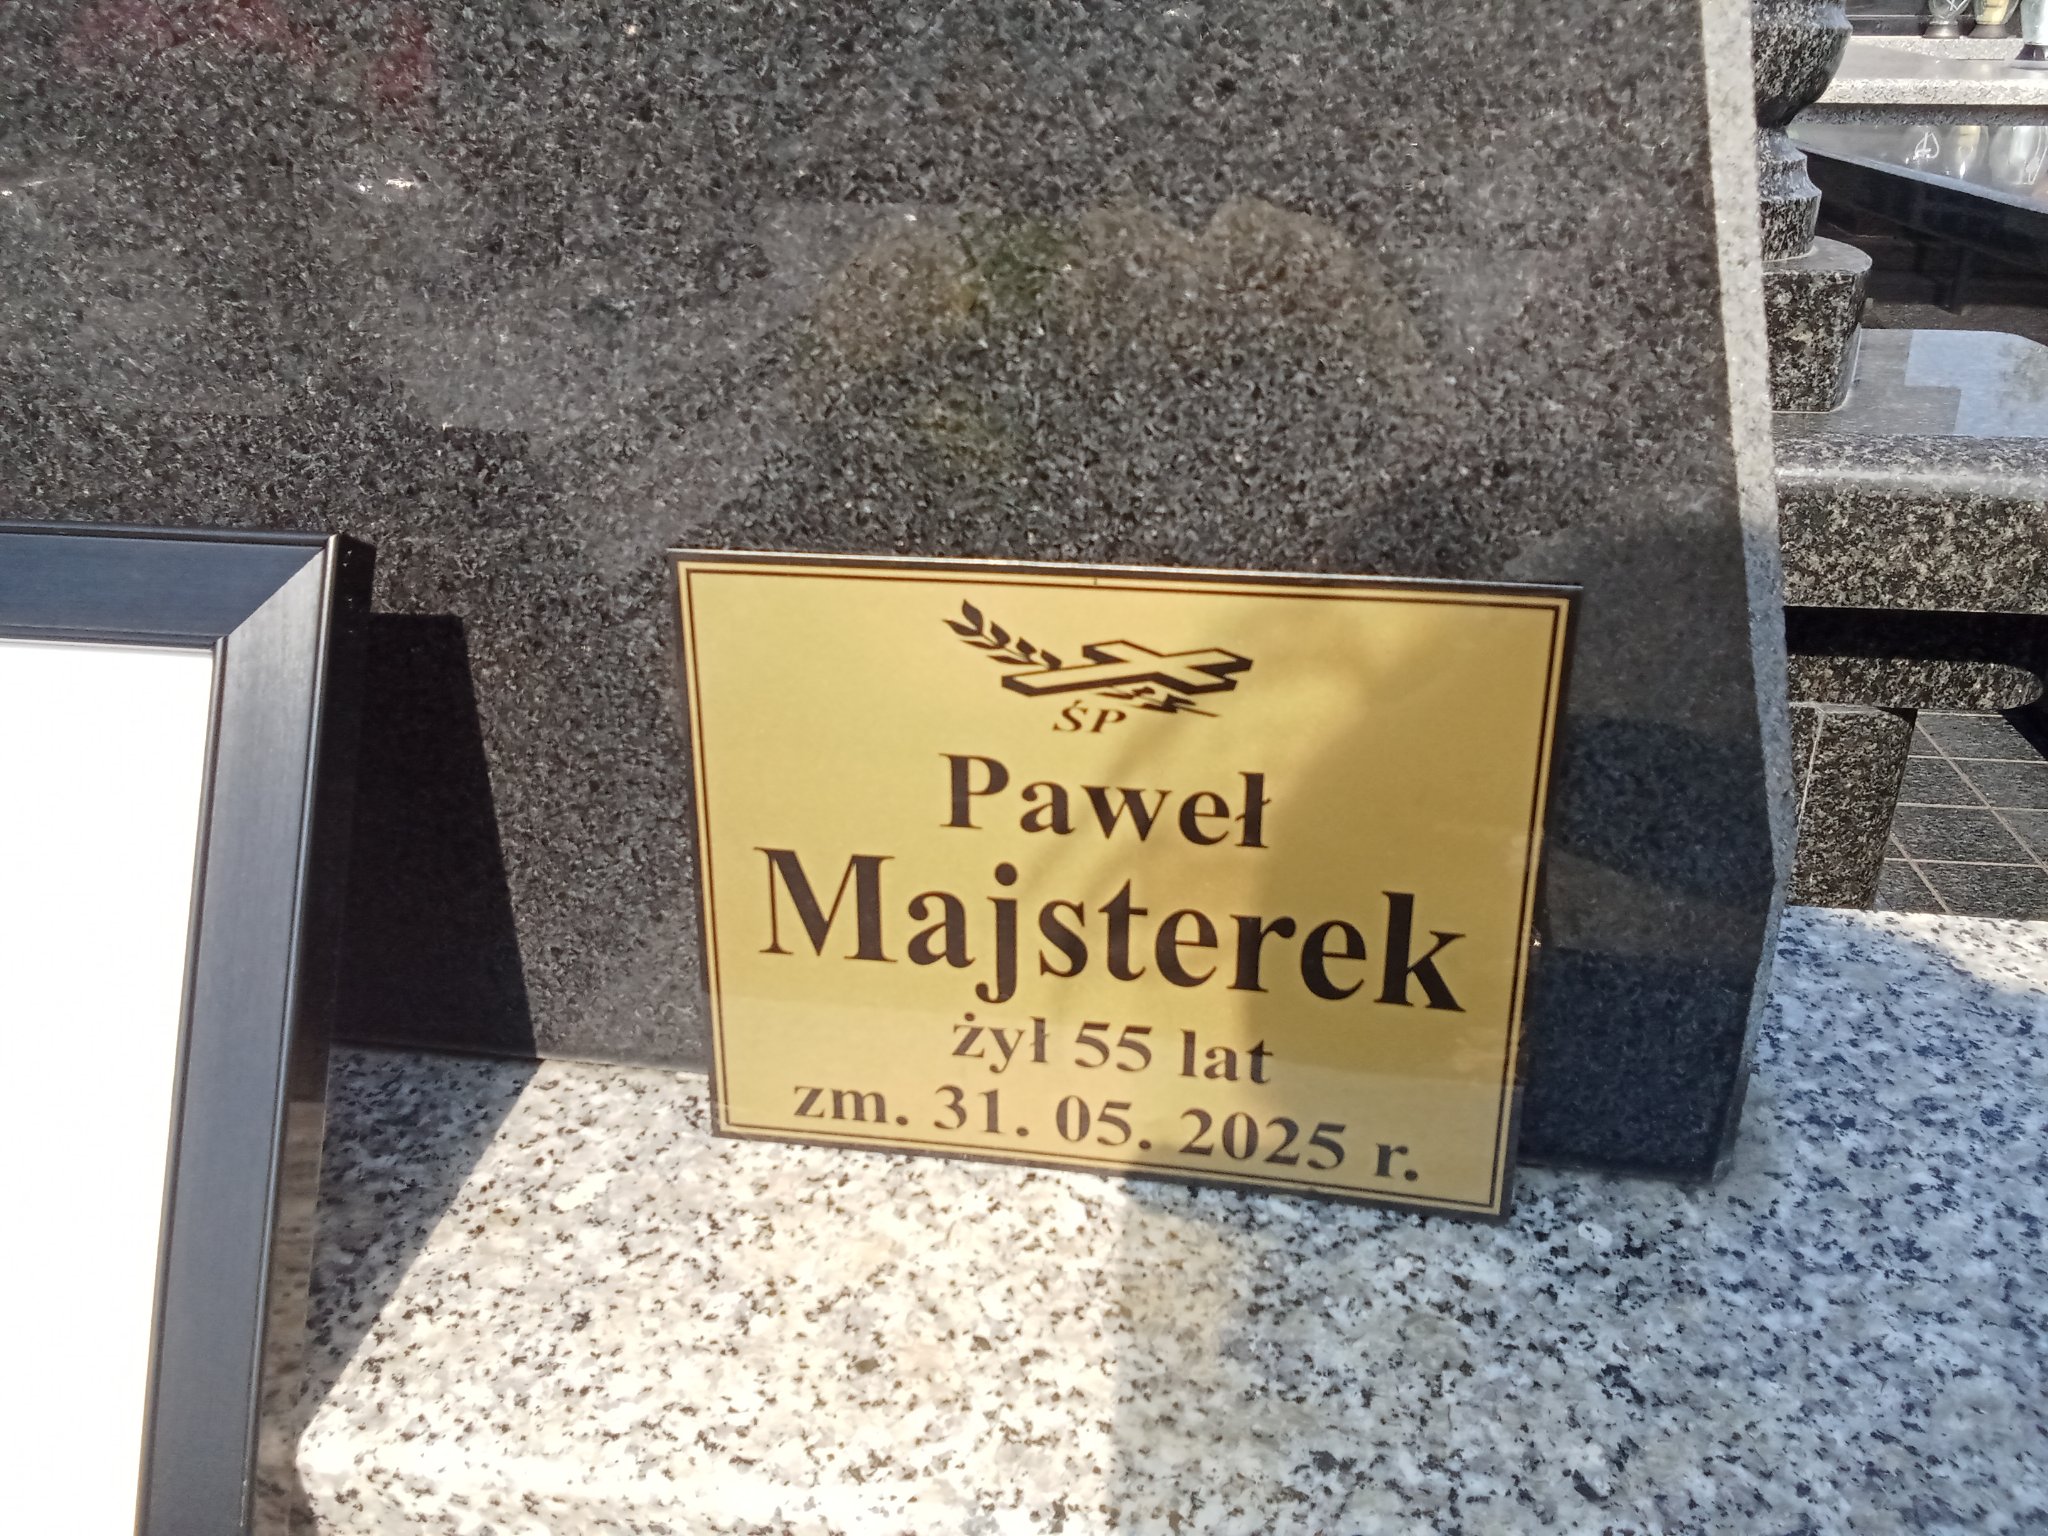 ŚP
Paweł
Majsterek
żył 55 lat
zm. 31. 05. 2025 r.